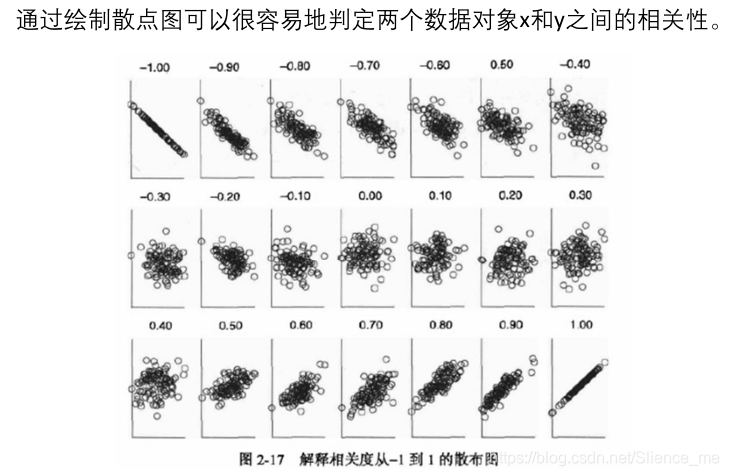 通过绘制散点图可以很容易地判定两个数据对象x和y之间的相关性。
-1.00 -0.90 -0.80 -0.70 -0.60 0.50 -0.40
-0.30 -0.20 -0.10 0.00 0.10 0.20 0.30
0.40 0.50 0.60 0.70 0.80 0.90 1.00
图 2-17 解释相关度从-1 到 1 的散布图
https://blog.csdn.net/Slience_me